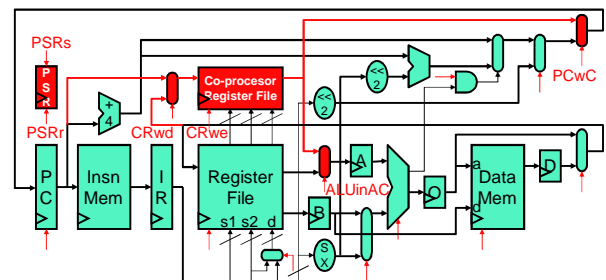 PSRs
P
S
R
PSRr
+
4
CRwd
Co-procesor
Register File
CRwe
<<
2
<<
2
PCwC
P
C
Insn
Mem
I
R
Register
File
s1 s2 d
ALUinAC
A
B
S
X
O
a
d
Data
Mem
D